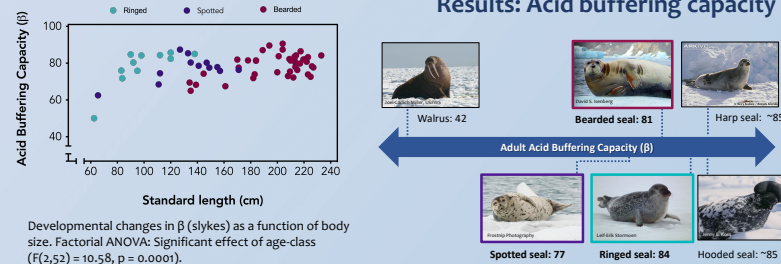 Results: Acid buffering capacity
Ringed
Spotted
Bearded
Acid Buffering Capacity (β)
100
80
60
40
60
80
100
120
140
160
180
200
220
240
Standard length (cm)
Developmental changes in β (slykes) as a function of body
size. Factorial ANOVA: Significant effect of age-class
(F(2,52) = 10.58, p = 0.0001).
Walrus: 42
David S. Isenberg
Bearded seal: 81
Harp seal: ~85
Adult Acid Buffering Capacity (β)
Frostnip Photography
Spotted seal: 77
Ringed seal: 84
Hooded seal: ~85